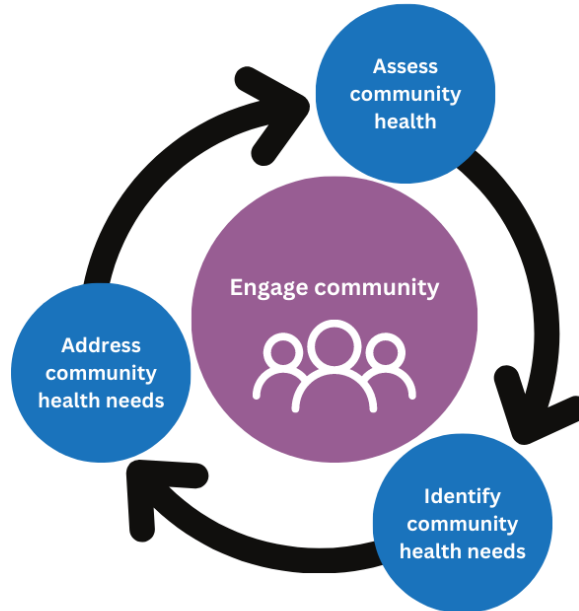 Assess
community
health
Engage community
Address
community
health needs
Identify
community
health needs